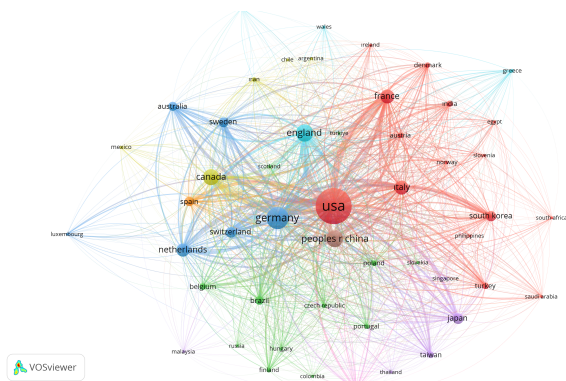 wales
ireland
chile
argentina
denmark
greece
iran
france
india
australia
sweden
egypt
england
turkiye
austria
mexico
slovenia
norway
scotland
canada
italy
spain
usa
germany
south korea
south africa
switzerland
luxembourg
peoples r china
philippines
netherlands
poland
slovakia
singapore
belgium
turkey
brazil
saudi arabia
czech republic
japan
portugal
russia
hungary
malaysia
taiwan
finland
thailand
colombia
VOSviewer